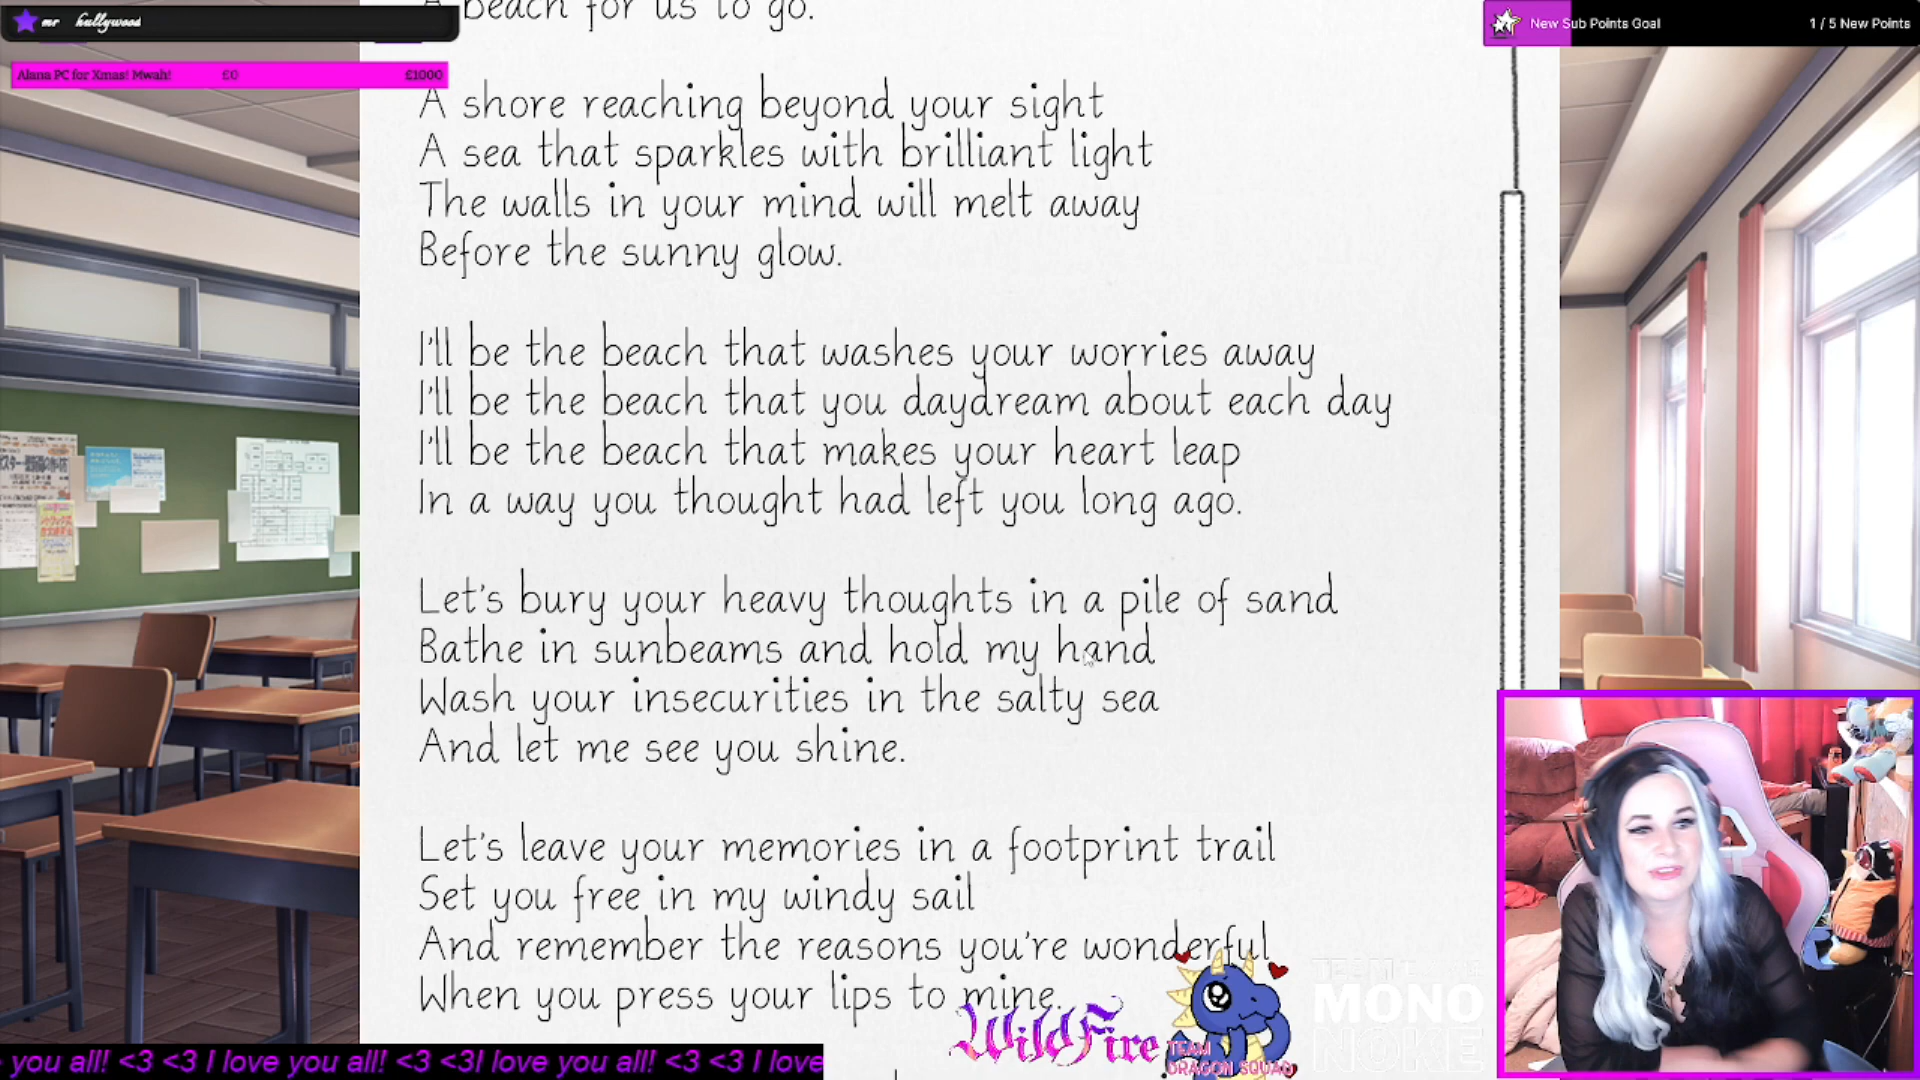 A beach for us to go.
mr hullywood
New Sub Points Goal
1 / 5 New Points
Alana PC for Xmas! Mwah!
£0
£1000
A shore reaching beyond your sight
A sea that sparkles with brilliant light
The walls in your mind will melt away
Before the sunny glow.
I'll be the beach that washes your worries away
I'll be the beach that you daydream about each day
I'll be the beach that makes your heart leap
In a way you thought had left you long ago.
Let's bury your heavy thoughts in a pile of sand
Bathe in sunbeams and hold my hand
Wash your insecurities in the salty sea
And let me see you shine.
Let's leave your memories in a footprint trail
Set you free in my windy sail
And remember the reasons you're wonderful
When you press your lips to mine.
WildFire
TEAM
DRAGON SQUAD
MONO
NOKE
you all! <3 <3 I love you all! <3 <3I love you all! <3 <3 I love